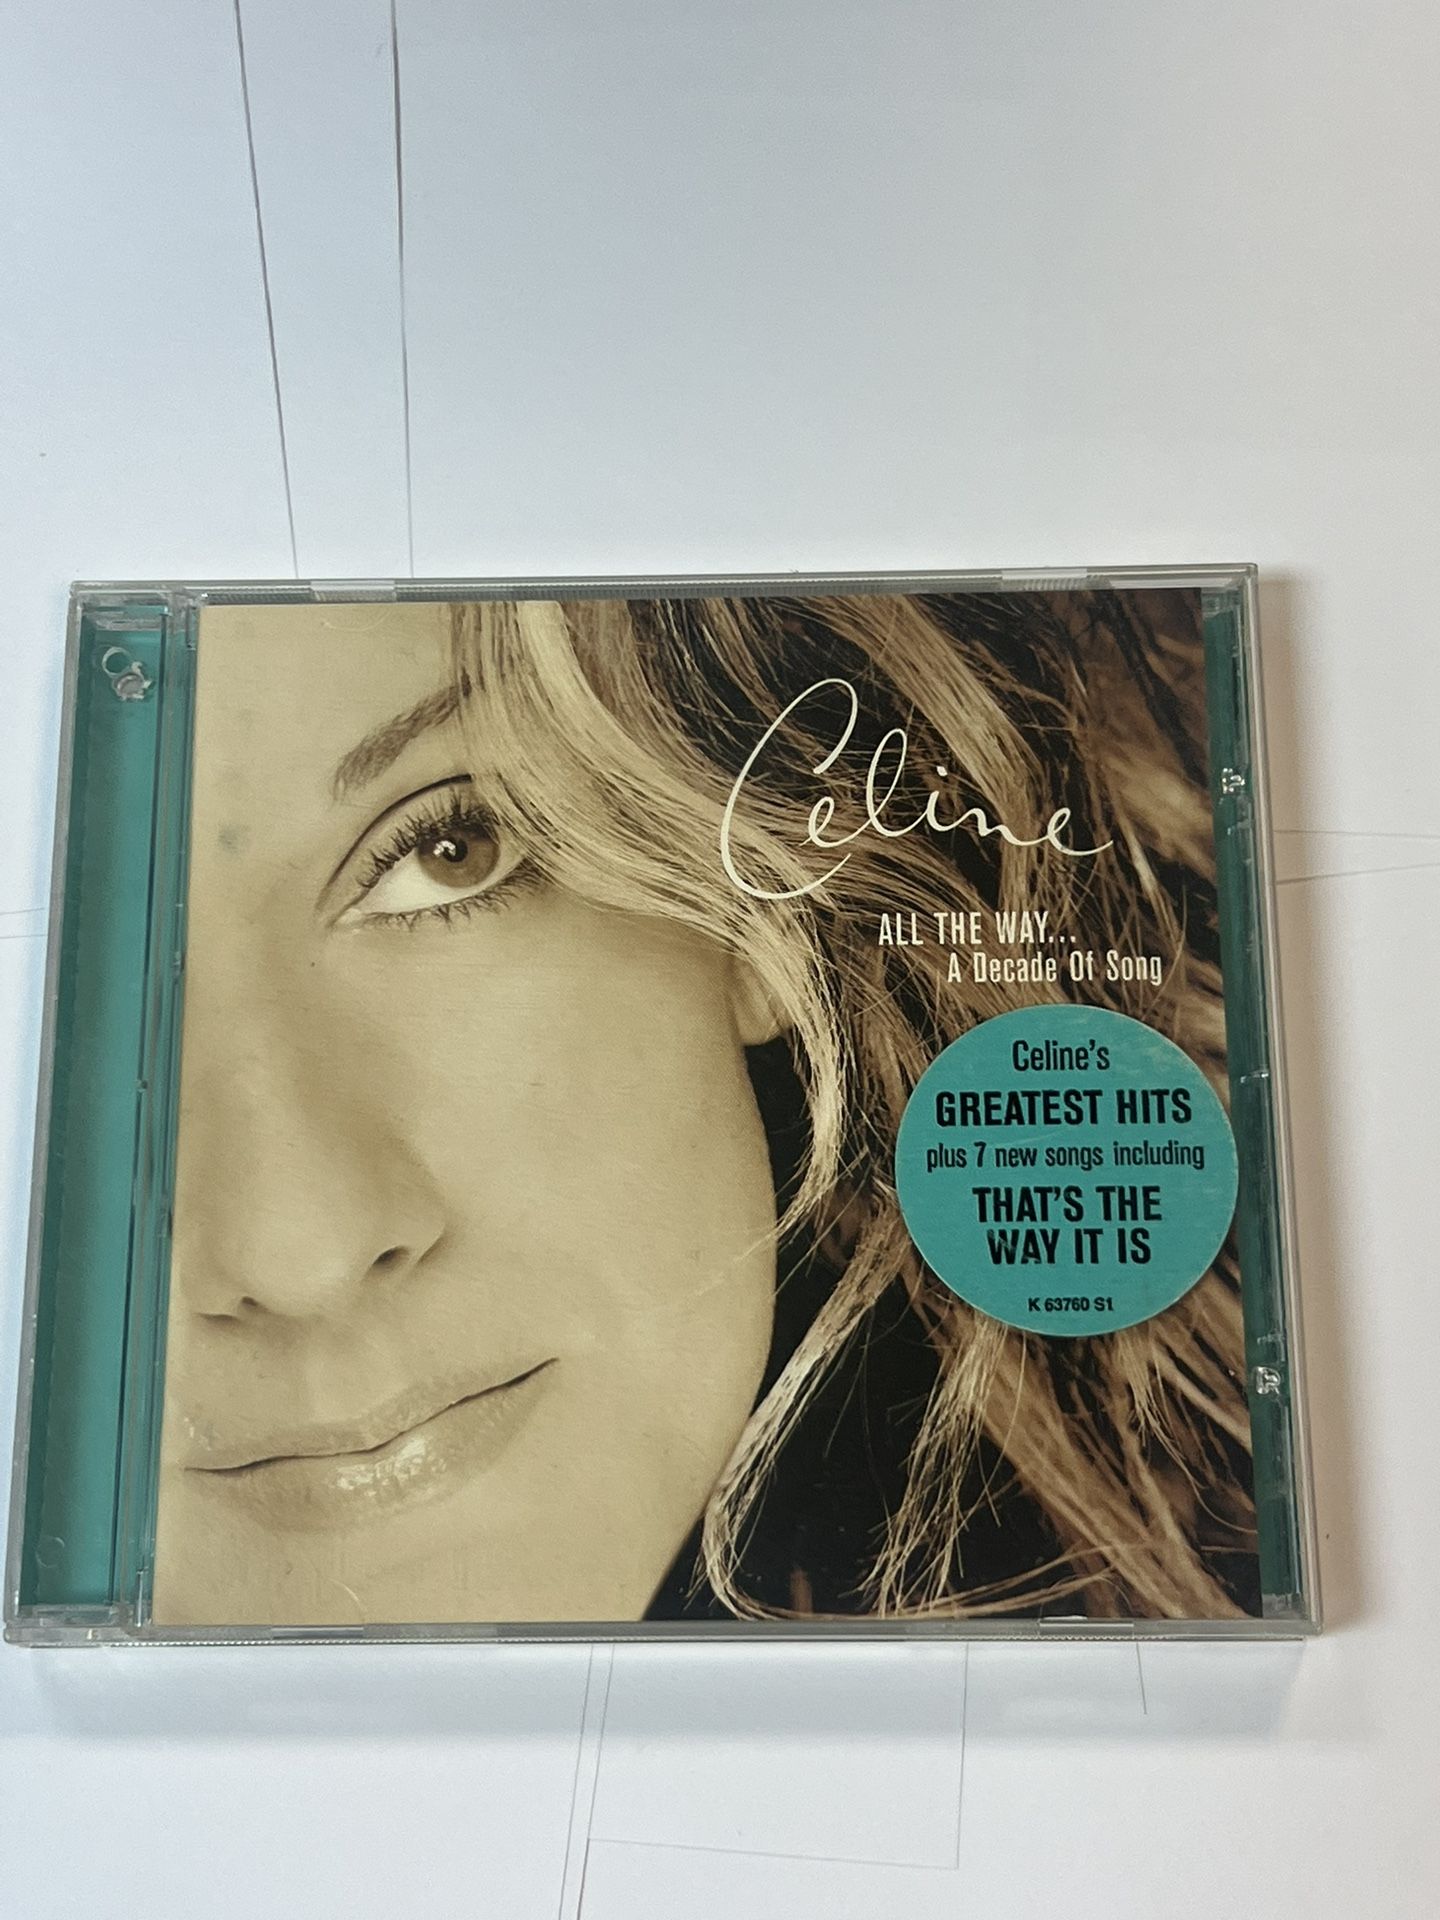 Celine
ALL THE WAY...
A Decade Of Song
Celine's
GREATEST HITS
plus 7 new songs including
THAT'S THE
WAY IT IS
K 63760 S1